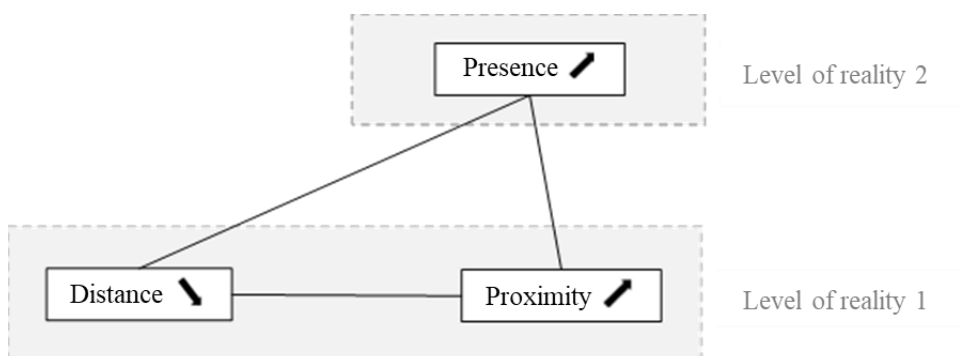 Presence
Level of reality 2
Distance
Proximity
Level of reality 1